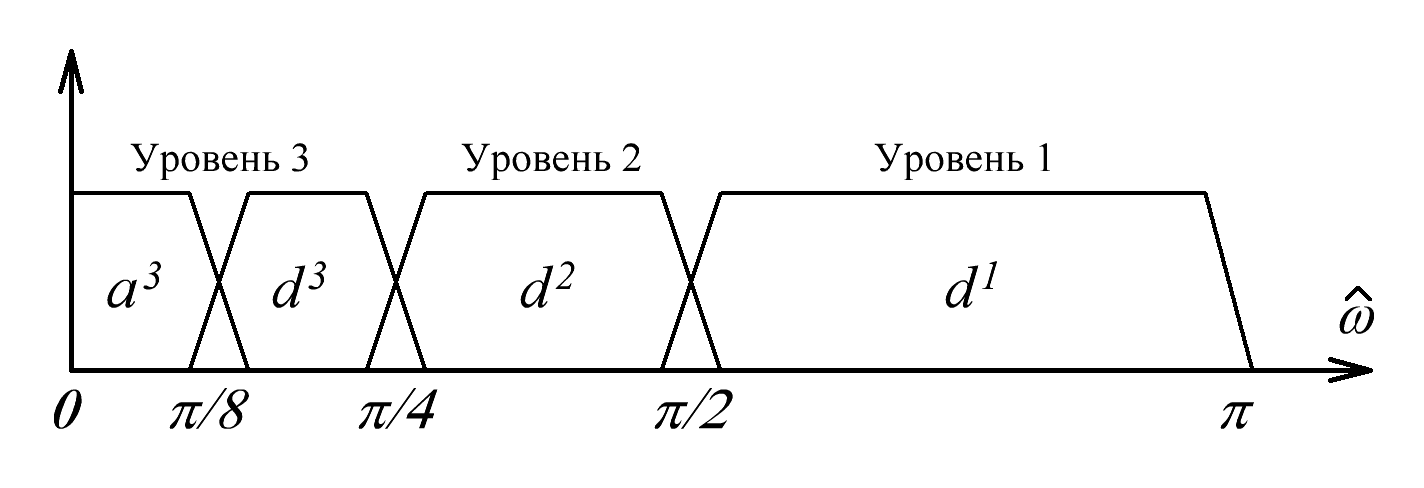 Уровень 3 Уровень 2 Уровень 1
a³ d³ d² d¹
ω̂
0 π/8 π/4 π/2 π